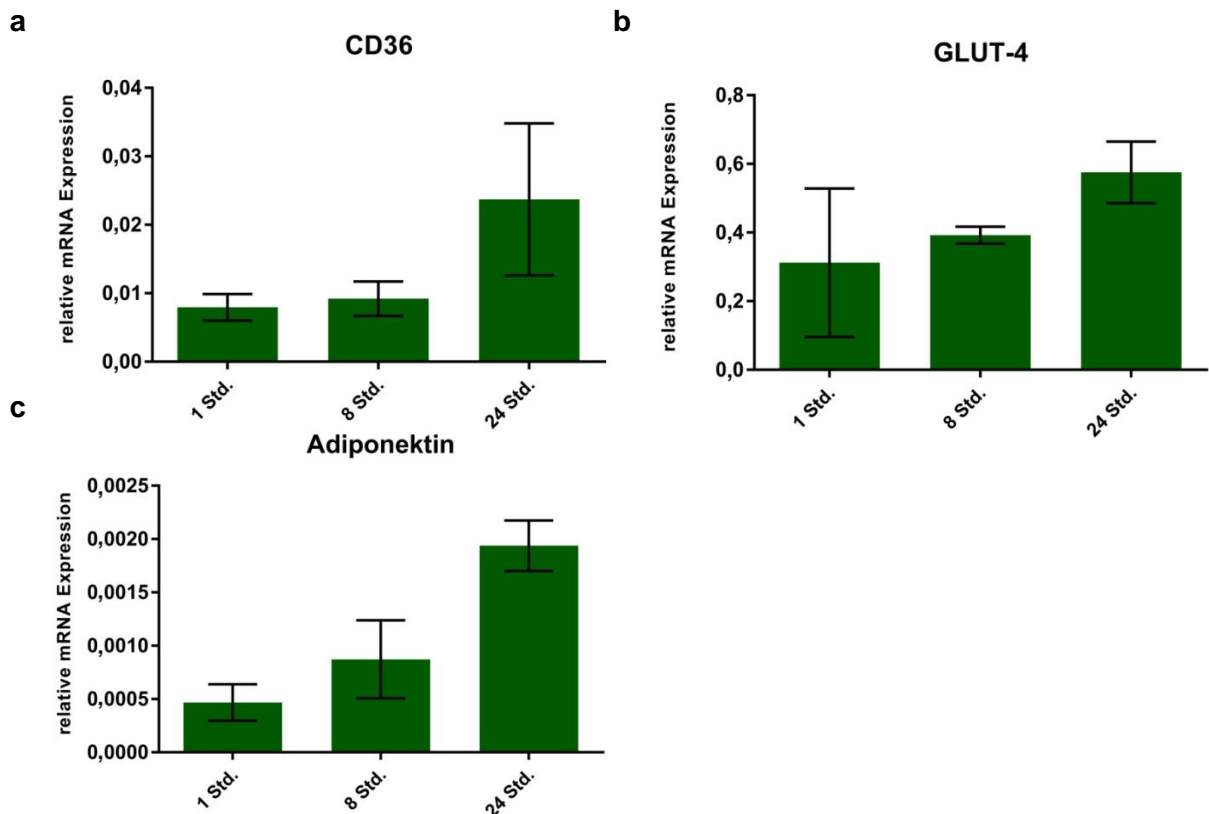 a
CD36
relative mRNA Expression
0,04
0,03
0,02
0,01
0,00
1 Std.
8 Std.
24 Std.
b
GLUT-4
relative mRNA Expression
0,8
0,6
0,4
0,2
0,0
1 Std.
8 Std.
24 Std.
c
Adiponektin
relative mRNA Expression
0,0025
0,0020
0,0015
0,0010
0,0005
0,0000
1 Std.
8 Std.
24 Std.